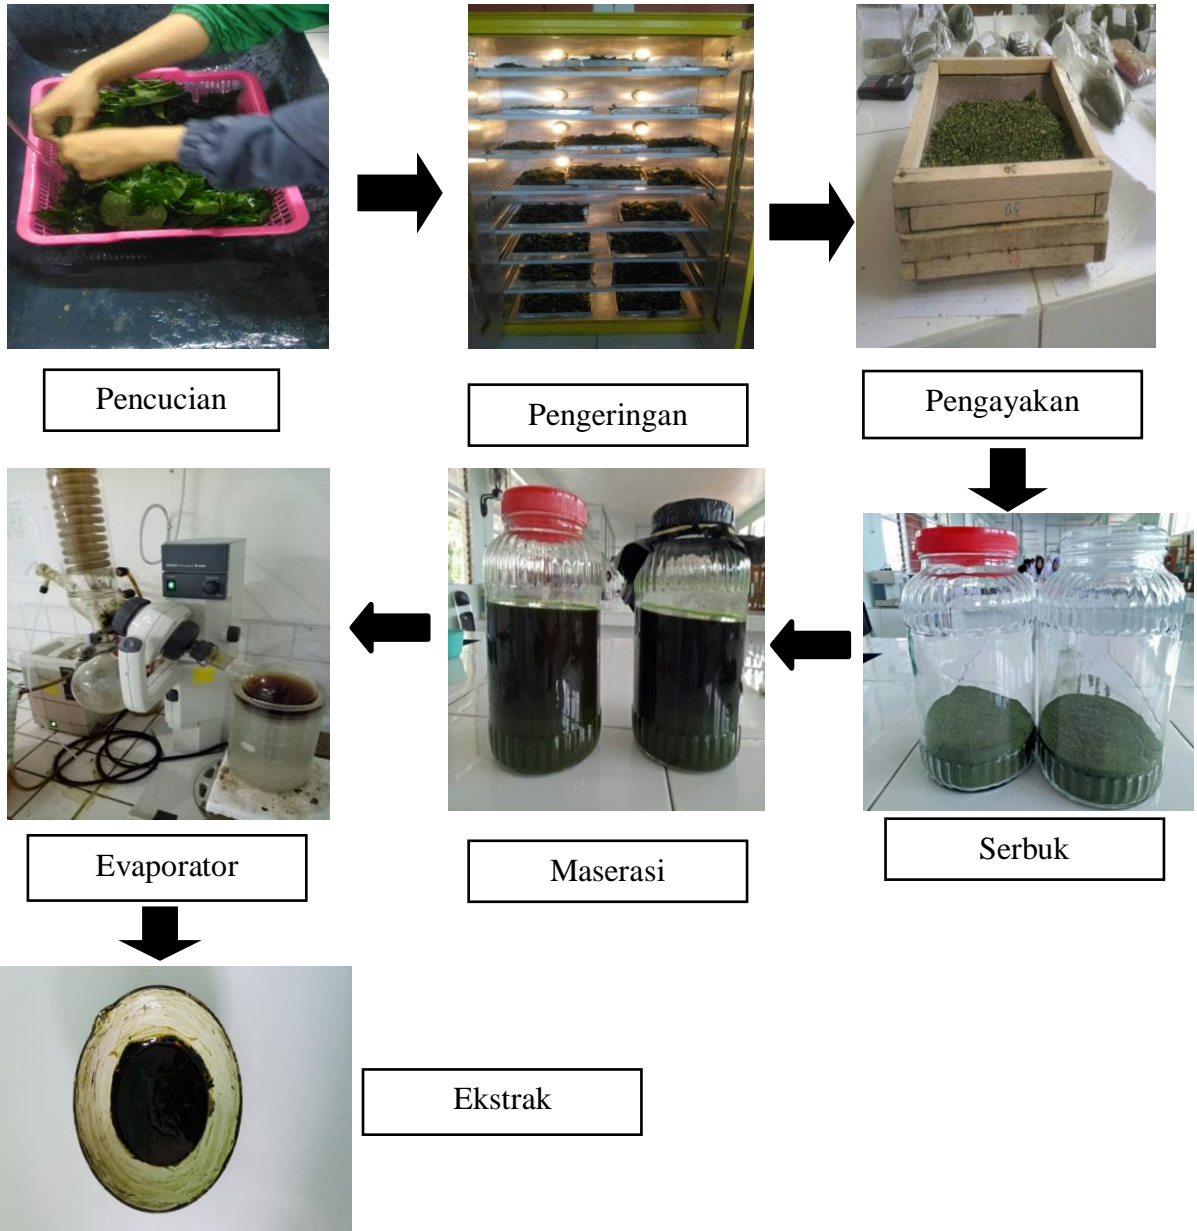 Pencucian
Pengeringan
Pengayakan
Serbuk
Maserasi
Evaporator
Ekstrak